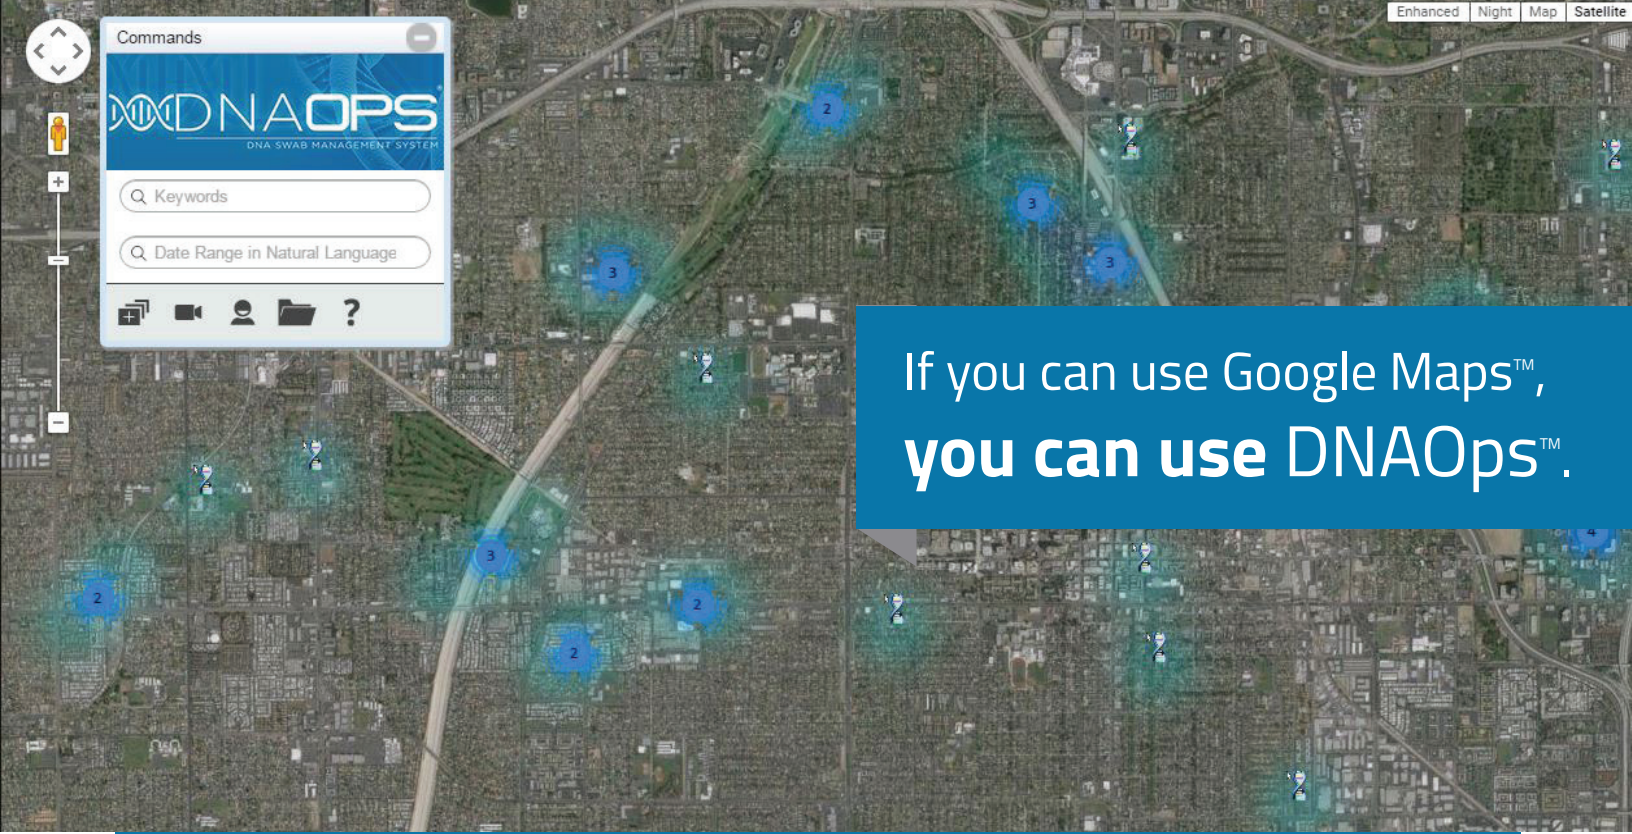 Enhanced
Night
Map
Satellite
Commands
DNAOPS
DNA SWAB MANAGEMENT SYSTEM
Keywords
Date Range in Natural Language
?
2
3
3
3
If you can use Google Maps™,
you can use DNAOps™.
4
3
2
2
2